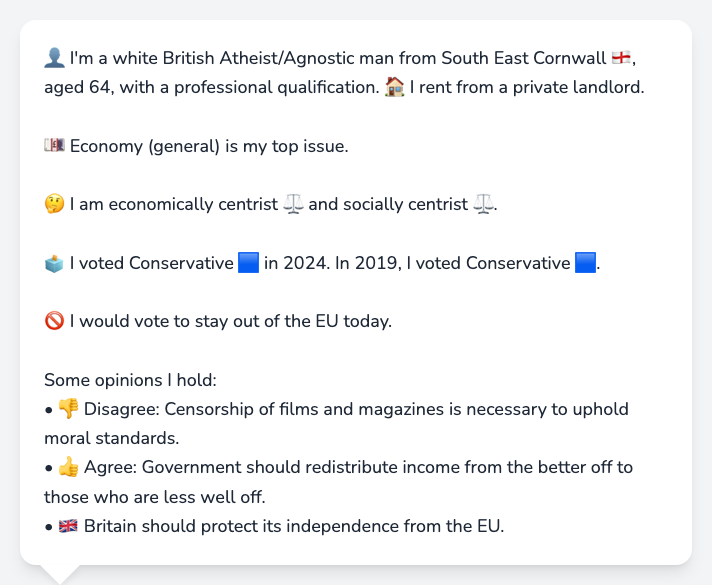 👤 I'm a white British Atheist/Agnostic man from South East Cornwall 🏴󠁧󠁢󠁥󠁮󠁧󠁿,
aged 64, with a professional qualification. 🏠 I rent from a private landlord.
💷 Economy (general) is my top issue.
🤔 I am economically centrist ⚖️ and socially centrist ⚖️.
🗳️ I voted Conservative 🟦 in 2024. In 2019, I voted Conservative 🟦.
🚫 I would vote to stay out of the EU today.
Some opinions I hold:
• 👎 Disagree: Censorship of films and magazines is necessary to uphold
moral standards.
• 👍 Agree: Government should redistribute income from the better off to
those who are less well off.
• 🇬🇧 Britain should protect its independence from the EU.